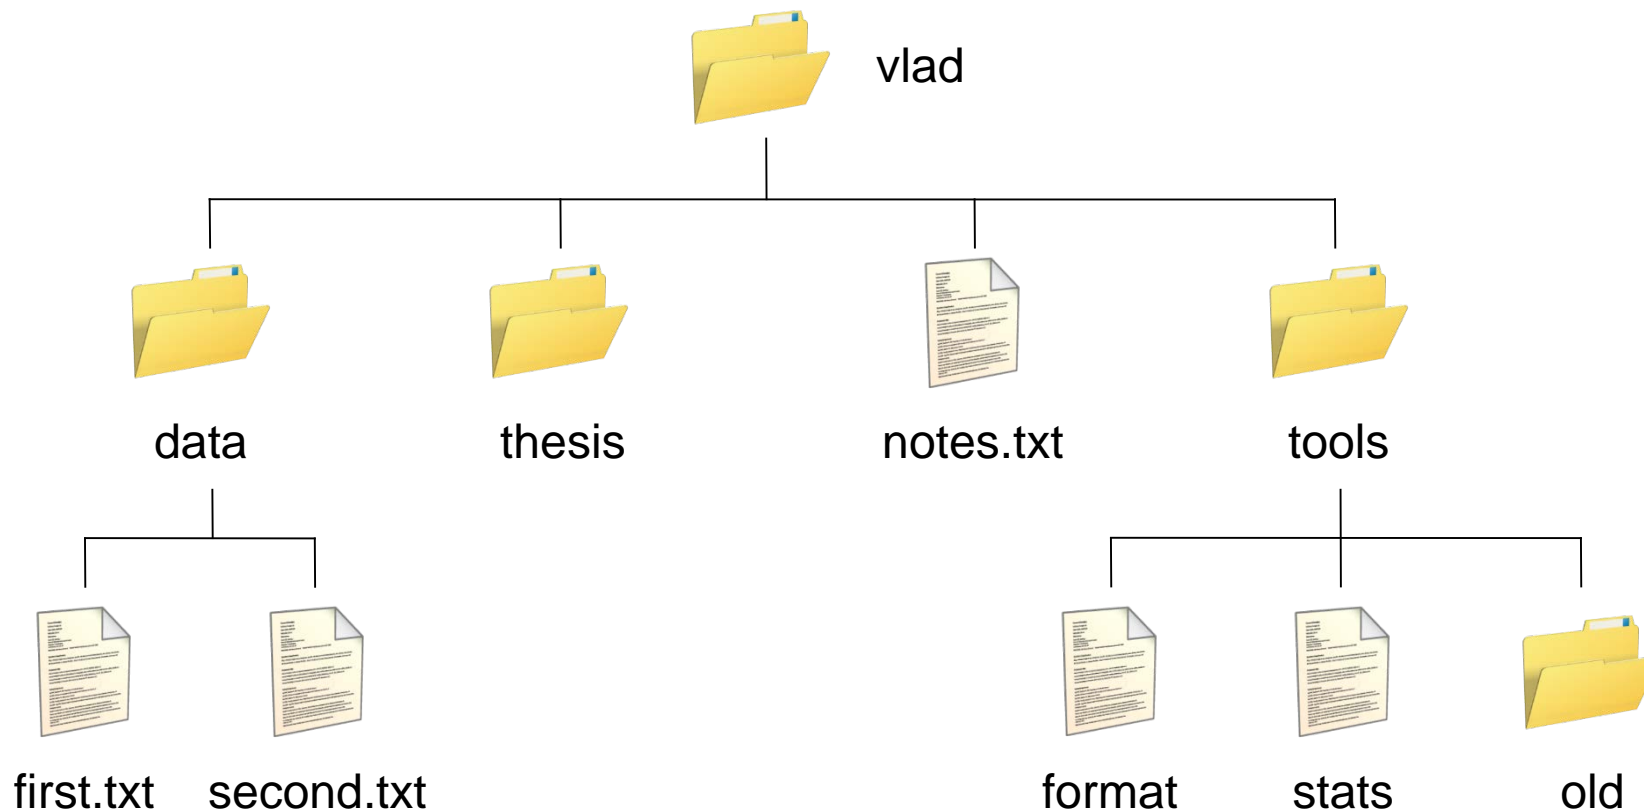 vlad
data thesis notes.txt tools
first.txt second.txt format stats old